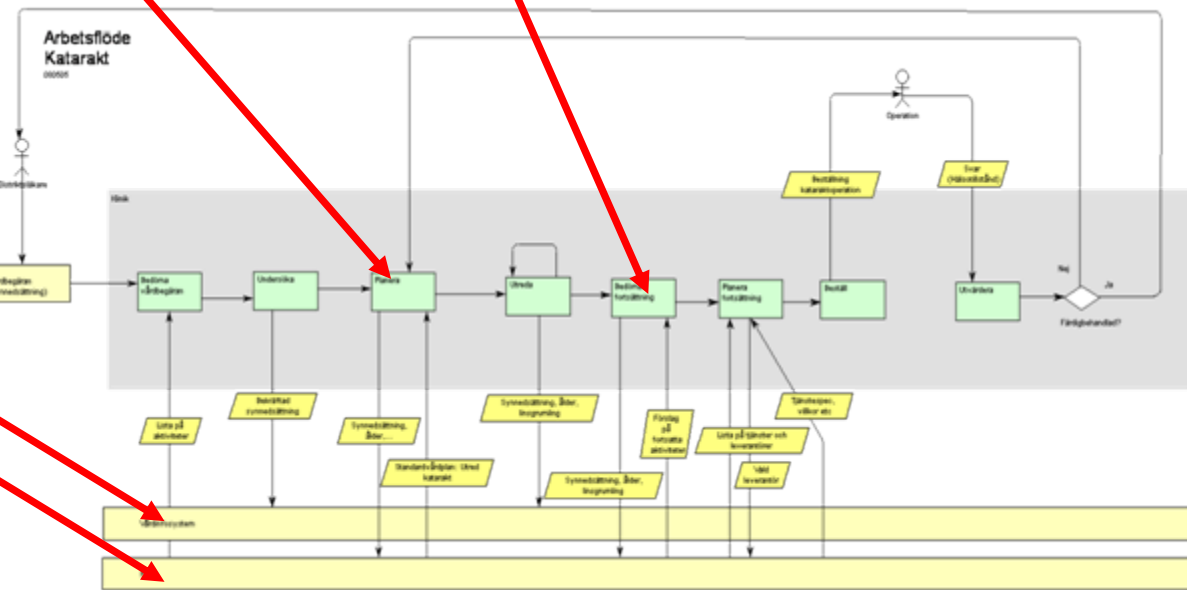 Arbetsflöde
Katarakt
Operation
Beställning
kataraktoperation
Svar
(Hälsotillstånd)
Klinik
Bedöma
vårdbegäran
Undersöka
Planera
Utreda
Bedöma
fortsättning
Planera
fortsättning
Beställ
Utvärdera
Nej
Ja
Färdigbehandlad?
Lista på
aktiviteter
Bekräftad
synnedsättning
Synnedsättning,
ålder,...
Standardvårdplan: Utred
katarakt
Synnedsättning, ålder,
linsgrumling
Synnedsättning, ålder,
linsgrumling
Förslag
på
fortsatta
aktiviteter
Lista på tjänster och
leverantörer
Vald
leverantör
Tjänstespec,
villkor etc